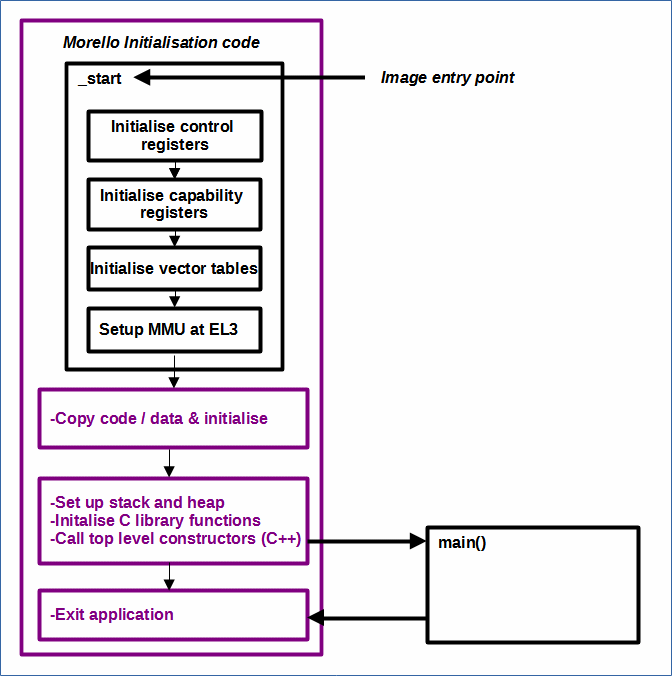 Morello Initialisation code
_start
Image entry point
Initialise control
registers
Initialise capability
registers
Initialise vector tables
Setup MMU at EL3
-Copy code / data & initialise
-Set up stack and heap
-Initalise C library functions
-Call top level constructors (C++)
main()
-Exit application